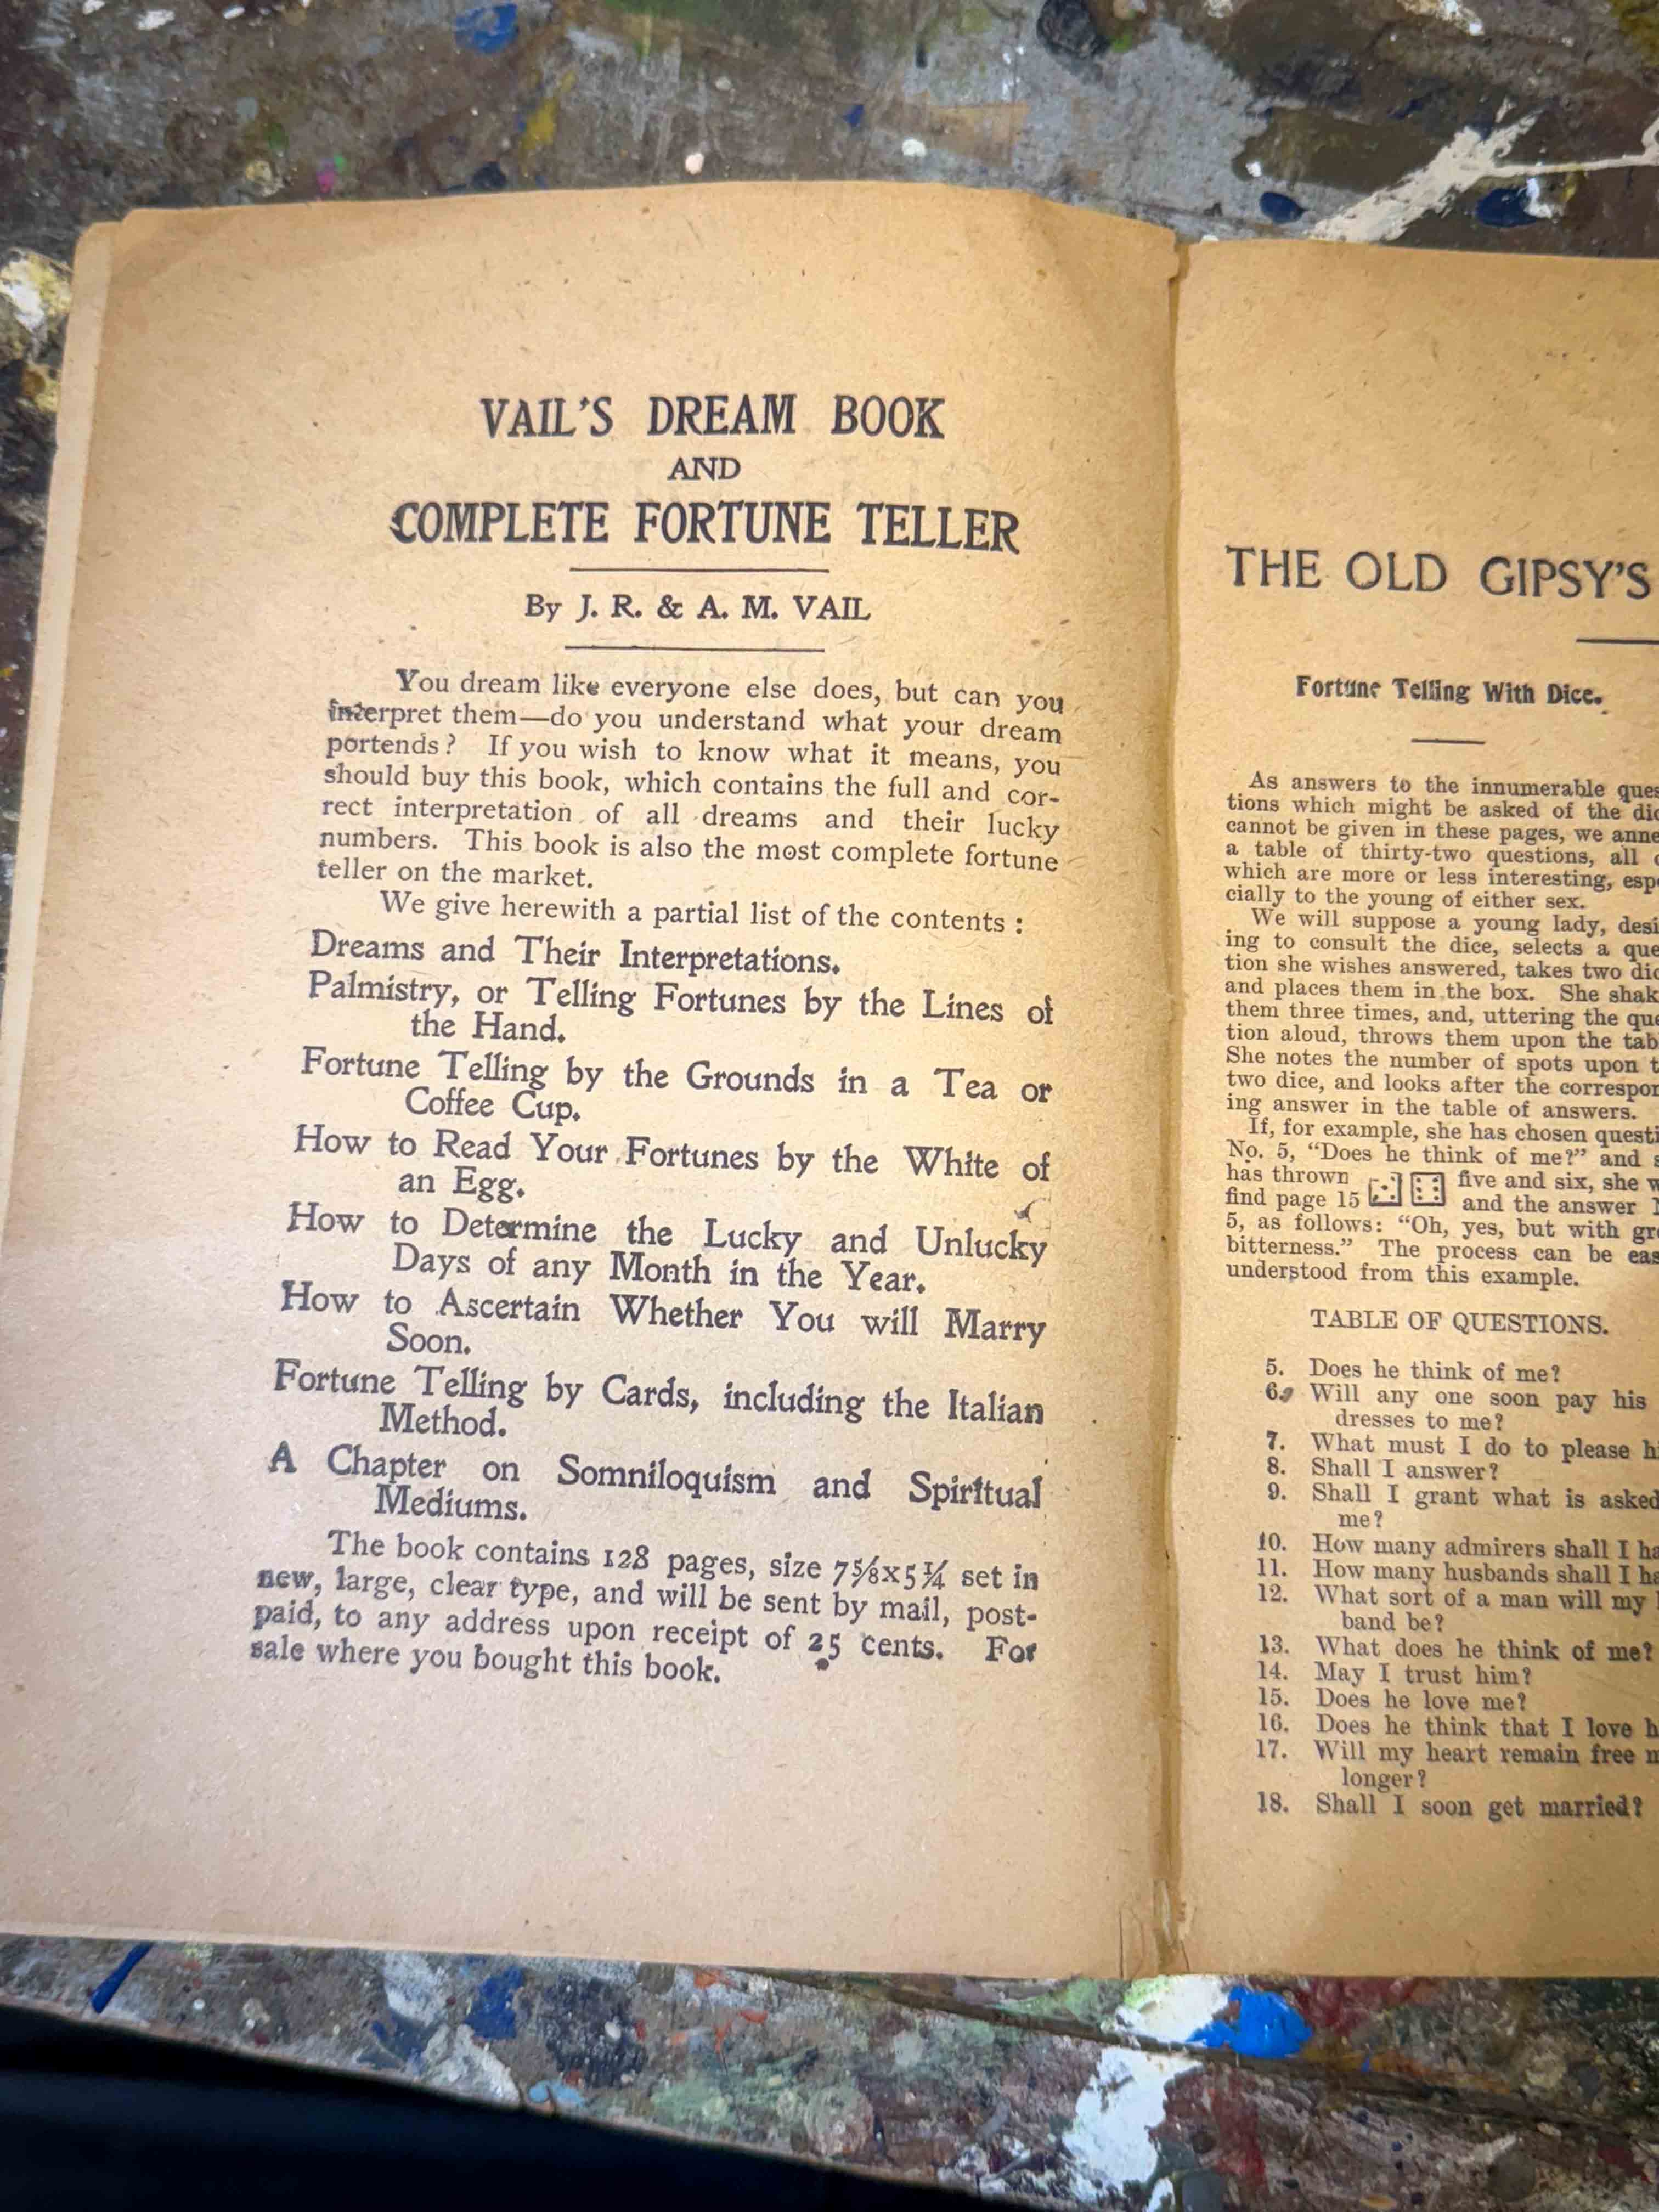 VAIL'S DREAM BOOK
AND
COMPLETE FORTUNE TELLER
By J. R. & A. M. VAIL
You dream like everyone else does, but can you
interpret them—do you understand what your dream
portends? If you wish to know what it means, you
should buy this book, which contains the full and cor-
rect interpretation of all dreams and their lucky
numbers. This book is also the most complete fortune
teller on the market.
We give herewith a partial list of the contents:
Dreams and Their Interpretations.
Palmistry, or Telling Fortunes by the Lines of
the Hand.
Fortune Telling by the Grounds in a Tea or
Coffee Cup.
How to Read Your Fortunes by the White of
an Egg.
How to Determine the Lucky and Unlucky
Days of any Month in the Year.
How to Ascertain Whether You will Marry
Soon.
Fortune Telling by Cards, including the Italian
Method.
A Chapter on Somniloquism and Spiritual
Mediums.
The book contains 128 pages, size 7⅝x5¼ set in
new, large, clear type, and will be sent by mail, post-
paid, to any address upon receipt of 25 cents. For
sale where you bought this book.
THE OLD GIPSY'S
Fortune Telling With Dice.
As answers to the innumerable ques
tions which might be asked of the dic
cannot be given in these pages, we anne
a table of thirty-two questions, all
which are more or less interesting, espe
cially to the young of either sex.
We will suppose a young lady, desi
ing to consult the dice, selects a que
tion she wishes answered, takes two dic
and places them in the box. She shak
them three times, and, uttering the que
tion aloud, throws them upon the tab
She notes the number of spots upon t
two dice, and looks after the correspon
ing answer in the table of answers.
If, for example, she has chosen questi
No. 5, "Does he think of me?" and s
has thrown five and six, she w
find page 15 and the answer
5, as follows: "Oh, yes, but with gre
bitterness." The process can be eas
understood from this example.
TABLE OF QUESTIONS.
5. Does he think of me?
6. Will any one soon pay his
dresses to me?
7. What must I do to please hi
8. Shall I answer?
9. Shall I grant what is asked
me?
10. How many admirers shall I ha
11. How many husbands shall I ha
12. What sort of a man will my
band be?
13. What does he think of me?
14. May I trust him?
15. Does he love me?
16. Does he think that I love h
17. Will my heart remain free
longer?
18. Shall I soon get married?